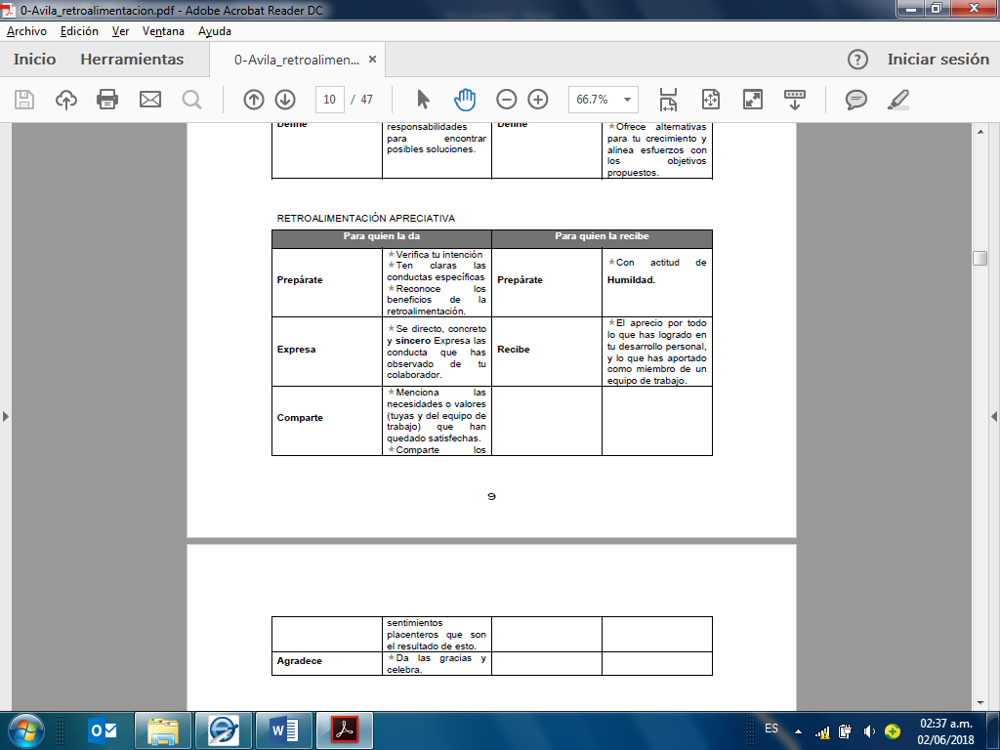 0-Avila_retroalimentacion.pdf - Adobe Acrobat Reader DC
Archivo Edición Ver Ventana Ayuda
Inicio Herramientas 0-Avila_retroalimen... × Iniciar sesión
10 / 47 66.7%
Define
responsabilidades
para encontrar
posibles soluciones.
Define
★Ofrece alternativas
para tu crecimiento y
alinea esfuerzos con
los objetivos
propuestos.
RETROALIMENTACIÓN APRECIATIVA
Para quien la da Para quien la recibe
Prepárate
★Verifica tu intención
★Ten claras las
conductas específicas
★Reconoce los
beneficios de la
retroalimentación.
Prepárate
★Con actitud de
Humildad.
Expresa
★Se directo, concreto
y sincero Expresa las
conducta que has
observado de tu
colaborador.
Recibe
★El aprecio por todo
lo que has logrado en
tu desarrollo personal,
y lo que has aportado
como miembro de un
equipo de trabajo.
Comparte
★Menciona las
necesidades o valores
(tuyas y del equipo de
trabajo) que han
quedado satisfechas.
★Comparte los
9
sentimientos
placenteros que son
el resultado de esto.
Agradece
★Da las gracias y
celebra.
ES
02:37 a.m.
02/06/2018